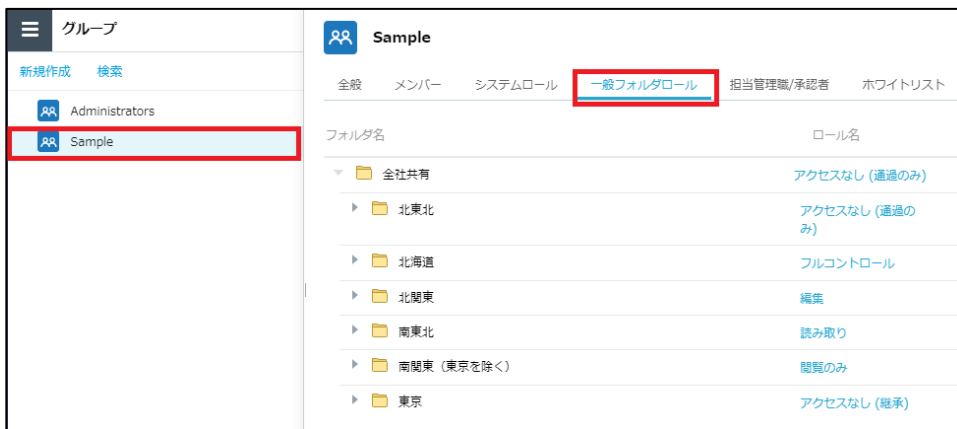 グループ
新規作成 検索
Administrators
Sample
Sample
全般 メンバー システムロール 一般フォルダロール 担当管理職/承認者 ホワイトリスト
フォルダ名 ロール名
全社共有 アクセスなし (通過のみ)
北東北 アクセスなし (通過の
み)
北海道 フルコントロール
北関東 編集
南東北 読み取り
南関東（東京を除く） 閲覧のみ
東京 アクセスなし (継承)